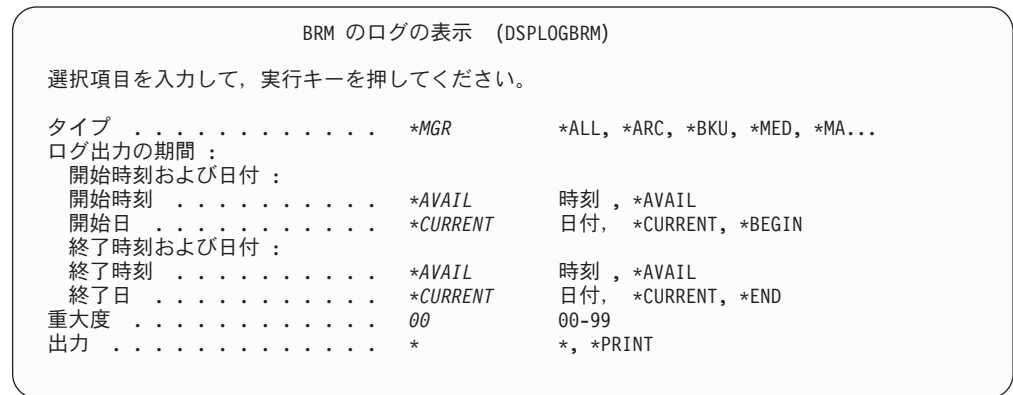 BRM のログの表示 (DSPLOGBRM)
選択項目を入力して, 実行キーを押してください。
タイプ . . . . . . . . . . . . *MGR *ALL, *ARC, *BKU, *MED, *MA...
ログ出力の期間 :
開始時刻および日付 :
開始時刻 . . . . . . . . . . *AVAIL 時刻 , *AVAIL
開始日 . . . . . . . . . . . *CURRENT 日付, *CURRENT, *BEGIN
終了時刻および日付 :
終了時刻 . . . . . . . . . . *AVAIL 時刻 , *AVAIL
終了日 . . . . . . . . . . . *CURRENT 日付, *CURRENT, *END
重大度 . . . . . . . . . . . . 00 00-99
出力 . . . . . . . . . . . . . * *, *PRINT